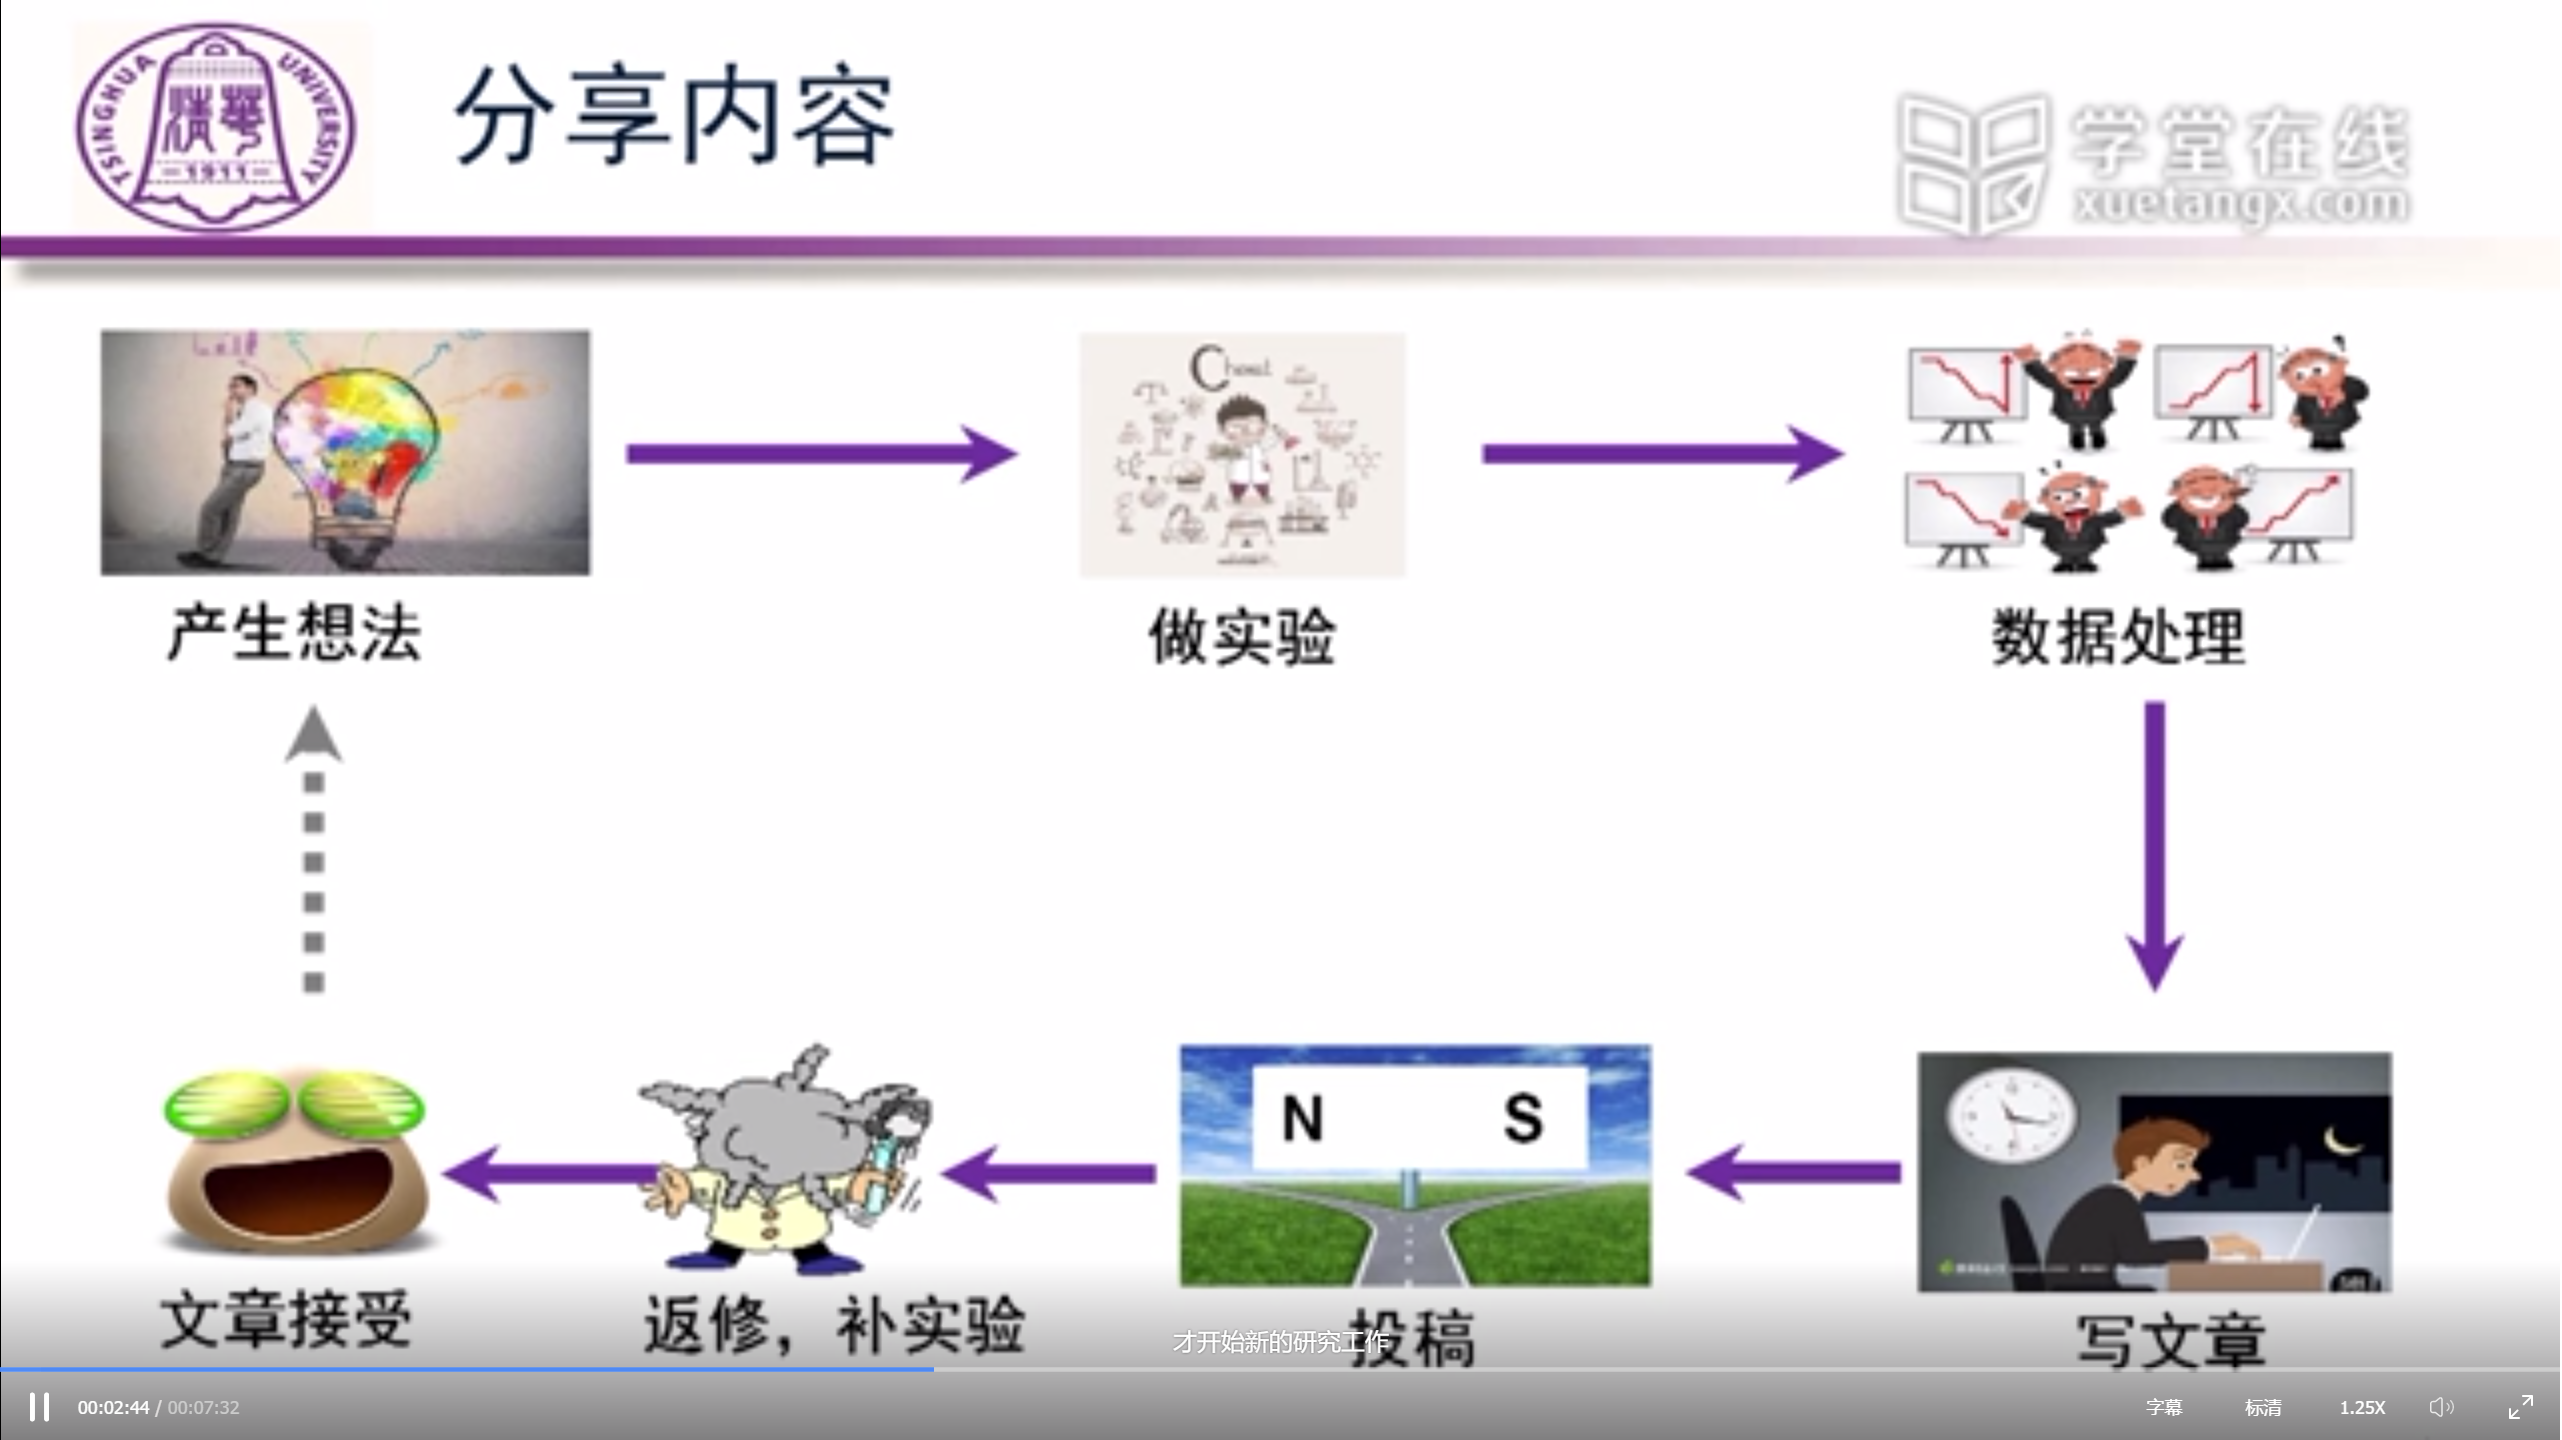 TSINGHUA UNIVERSITY
清華
-1911-
分享内容
学堂在线
xuetangx.com
产生想法
做实验
数据处理
N S
文章接受
返修，补实验
投稿
写文章
才开始新的研究工作
00:02:44 / 00:07:32
字幕
标清
1.25X